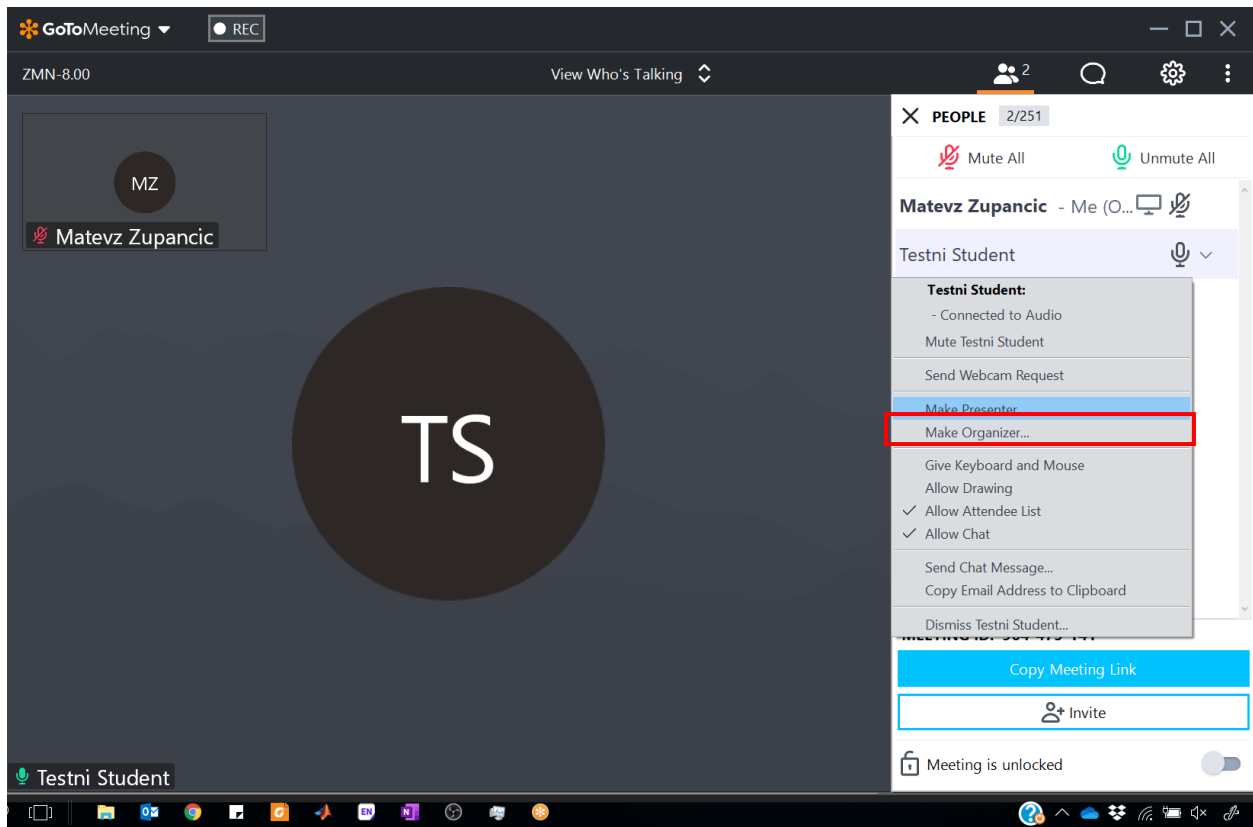 GoToMeeting
REC
ZMN-8.00
View Who's Talking
2
MZ
Matevz Zupancic
TS
Testni Student
PEOPLE 2/251
Mute All Unmute All
Matevz Zupancic - Me (O...
Testni Student
Testni Student:
- Connected to Audio
Mute Testni Student
Send Webcam Request
Make Presenter
Make Organizer...
Give Keyboard and Mouse
Allow Drawing
Allow Attendee List
Allow Chat
Send Chat Message...
Copy Email Address to Clipboard
Dismiss Testni Student...
Copy Meeting Link
Invite
Meeting is unlocked
EN